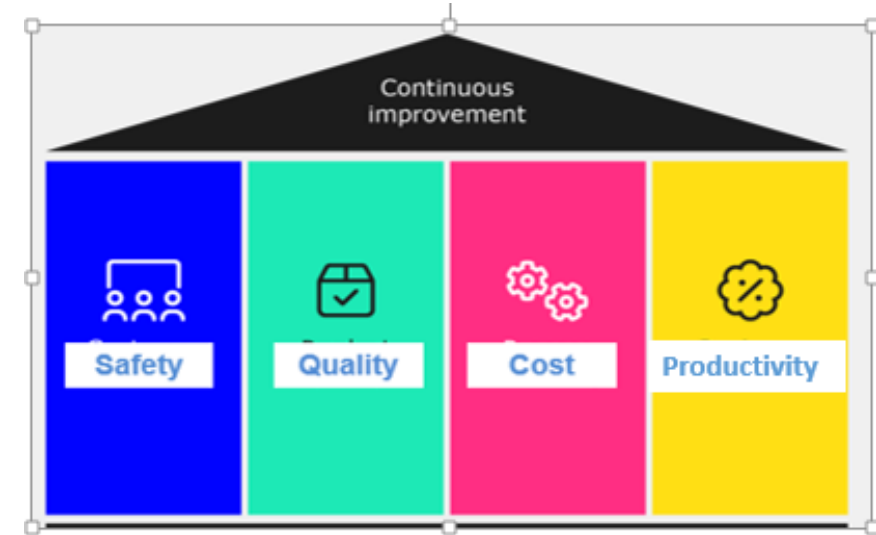 Continuous
improvement
Safety
Quality
Cost
Productivity